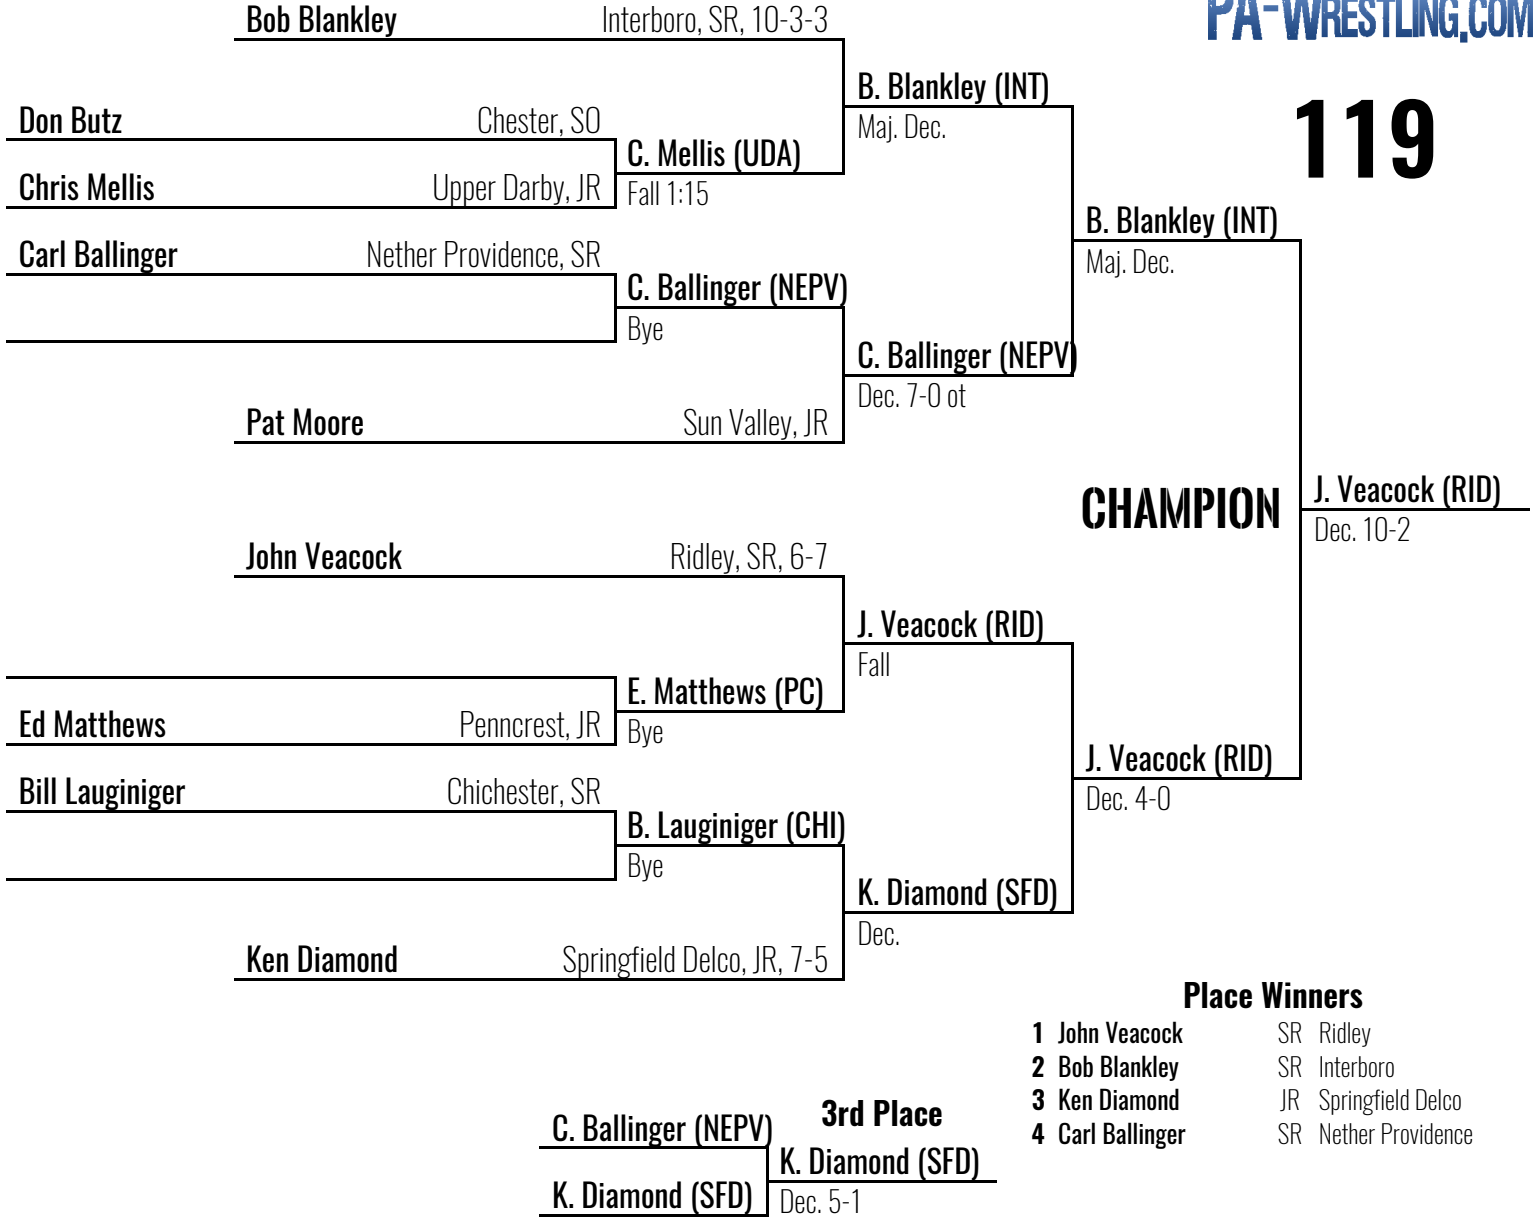 PA-WRESTLING.COM
Bob Blankley Interboro, SR, 10-3-3
B. Blankley (INT)
Maj. Dec.
119
Don Butz Chester, SO
C. Mellis (UDA)
Fall 1:15
Chris Mellis Upper Darby, JR
B. Blankley (INT)
Maj. Dec.
Carl Ballinger Nether Providence, SR
C. Ballinger (NEPV)
Bye
C. Ballinger (NEPV)
Dec. 7-0 ot
Pat Moore Sun Valley, JR
CHAMPION
J. Veacock (RID)
Dec. 10-2
John Veacock Ridley, SR, 6-7
J. Veacock (RID)
Fall
E. Matthews (PC)
Bye
Ed Matthews Penncrest, JR
J. Veacock (RID)
Dec. 4-0
Bill Lauginiger Chichester, SR
B. Lauginiger (CHI)
Bye
K. Diamond (SFD)
Dec.
Ken Diamond Springfield Delco, JR, 7-5
Place Winners
1 John Veacock SR Ridley
2 Bob Blankley SR Interboro
3 Ken Diamond JR Springfield Delco
4 Carl Ballinger SR Nether Providence
3rd Place
C. Ballinger (NEPV)
K. Diamond (SFD)
K. Diamond (SFD)
Dec. 5-1